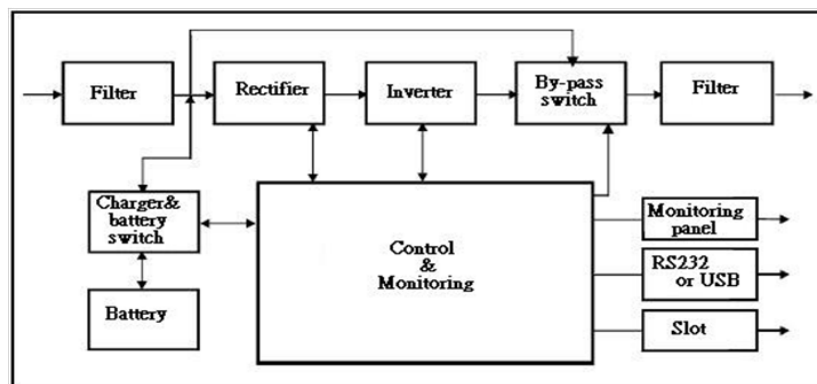 Filter
Rectifier
Inverter
By-pass
switch
Filter
Charger&
battery
switch
Battery
Control
&
Monitoring
Monitoring
panel
RS232
or USB
Slot